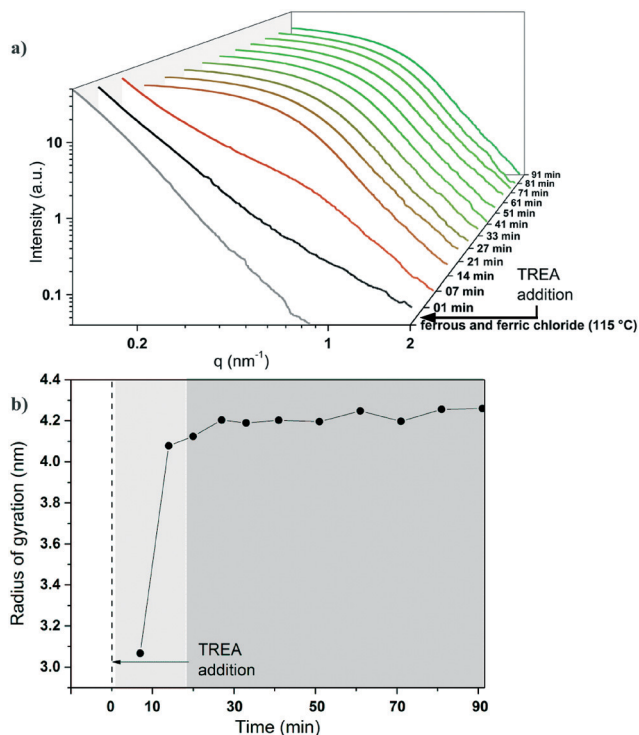 a)
Intensity (a.u.)
10
1
0.1
0.2
1
2
q (nm⁻¹)
91 min
81 min
71 min
61 min
51 min
41 min
33 min
27 min
21 min
14 min
07 min
01 min
TREA
addition
ferrous and ferric chloride (115 °C)
b)
Radius of gyration (nm)
4.4
4.2
4.0
3.8
3.6
3.4
3.2
3.0
TREA
addition
0
10
30
50
70
90
Time (min)